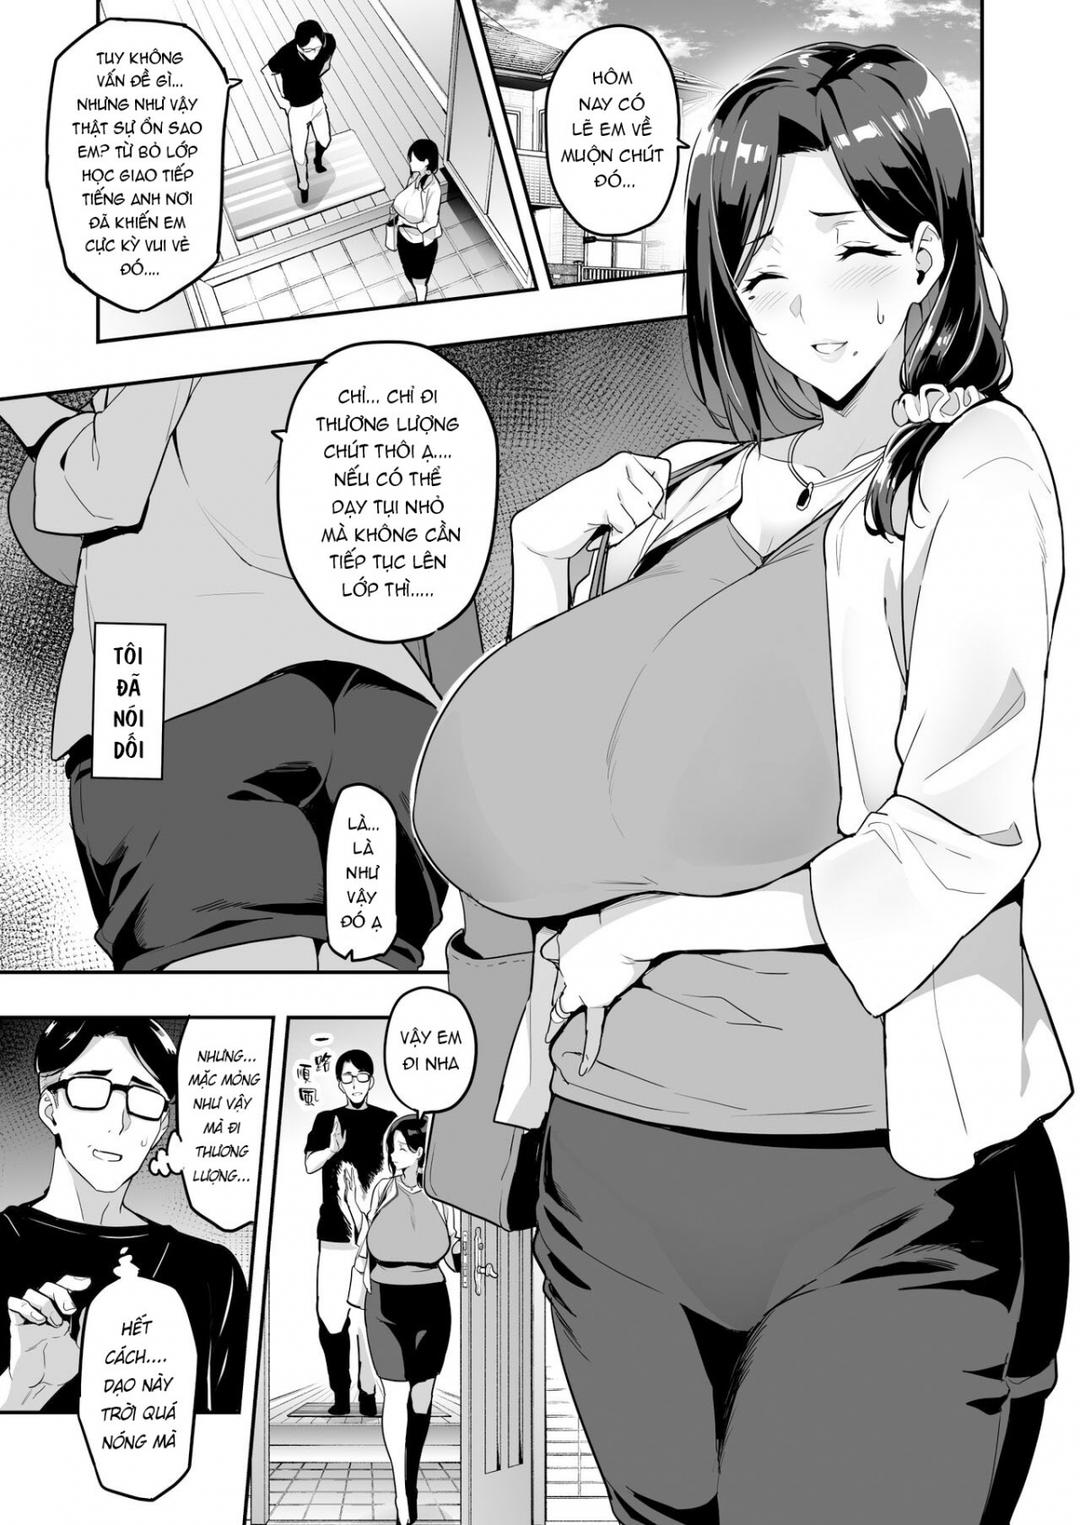 HÔM
NAY CÓ
LẼ EM VỀ
MUỘN CHÚT
ĐÓ...
TUY KHÔNG
VẤN ĐỀ GÌ...
NHƯNG NHƯ VẬY
THẬT SỰ ỔN SAO
EM? TỪ BỎ LỚP
HỌC GIAO TIẾP
TIẾNG ANH NƠI
ĐÃ KHIẾN EM
CỰC KỲ VUI VẺ
ĐÓ....
CHỈ... CHỈ ĐI
THƯƠNG LƯỢNG
CHÚT THÔI Ạ....
NẾU CÓ THỂ
DẠY TỤI NHỎ
MÀ KHÔNG CẦN
TIẾP TỤC LÊN
LỚP THÌ.....
TÔI
ĐÃ
NÓI
DỐI
LÀ...
LÀ
NHƯ
VẬY
ĐÓ Ạ
VẬY EM
ĐI NHA
一路
順風
NHƯNG...
MẶC MỎNG
NHƯ VẬY
MÀ ĐI
THƯƠNG
LƯỢNG...
HẾT
CÁCH....
DẠO NÀY
TRỜI QUÁ
NÓNG MÀ